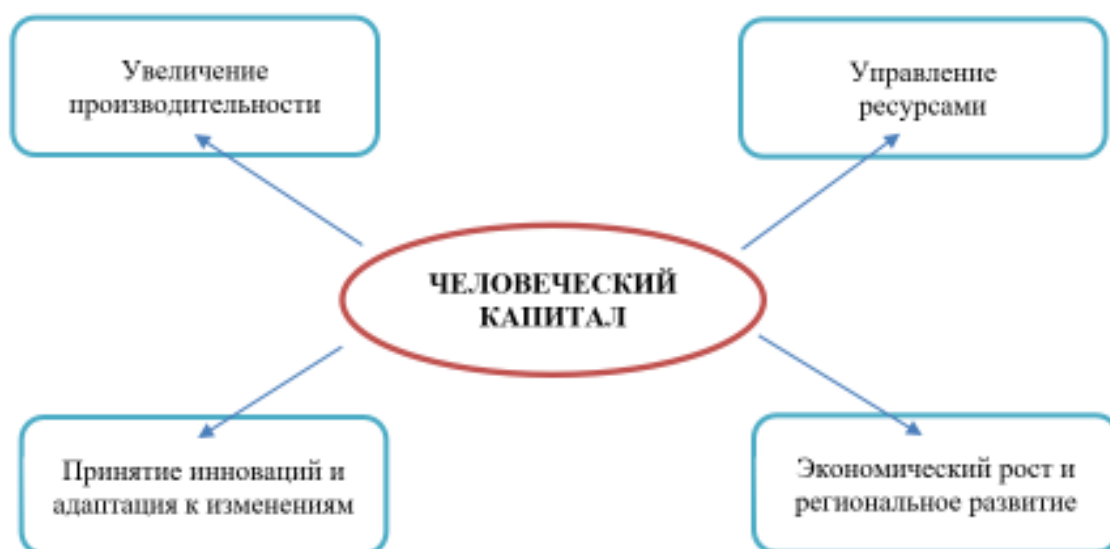 Увеличение
производительности
Управление
ресурсами
ЧЕЛОВЕЧЕСКИЙ
КАПИТАЛ
Принятие инноваций и
адаптация к изменениям
Экономический рост и
региональное развитие